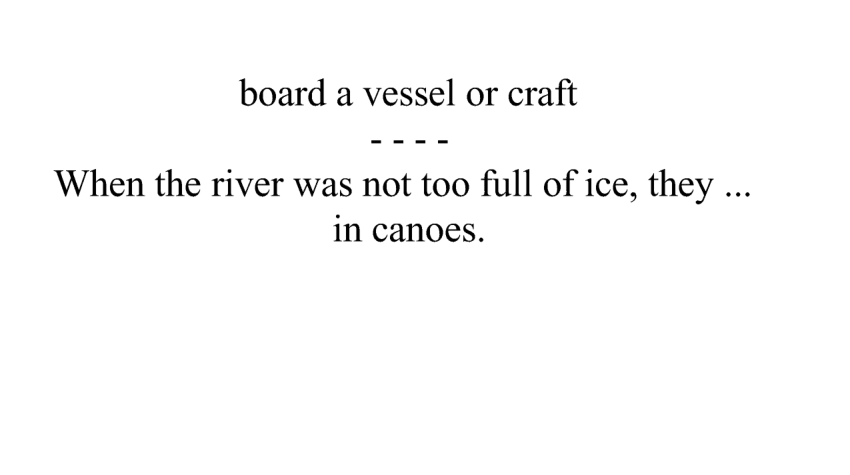 board a vessel or craft
- - - -
When the river was not too full of ice, they ...
in canoes.